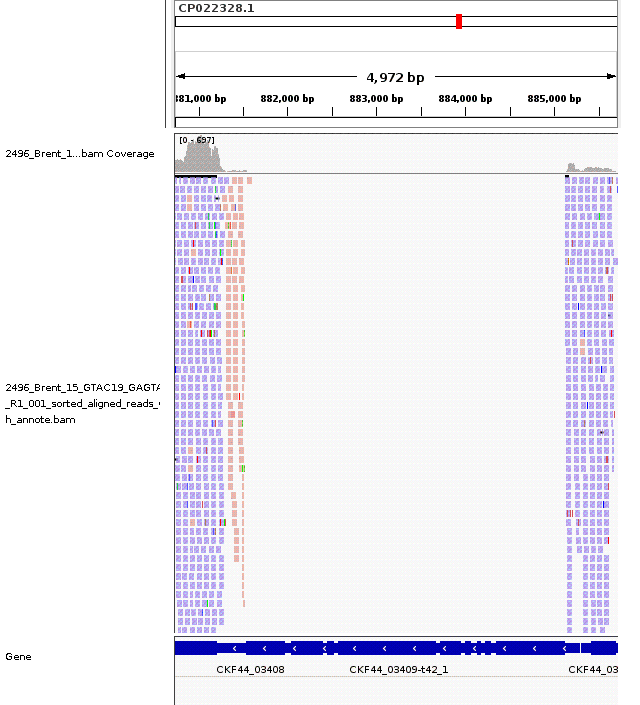 CP022328.1
4,972 bp
881,000 bp 882,000 bp 883,000 bp 884,000 bp 885,000 bp
[0 - 697]
2496_Brent_1...bam Coverage
2496_Brent_15_GTAC19_GAGTA
_R1_001_sorted_aligned_reads_
h_annote.bam
Gene
CKF44_03408 CKF44_03409-t42_1 CKF44_03